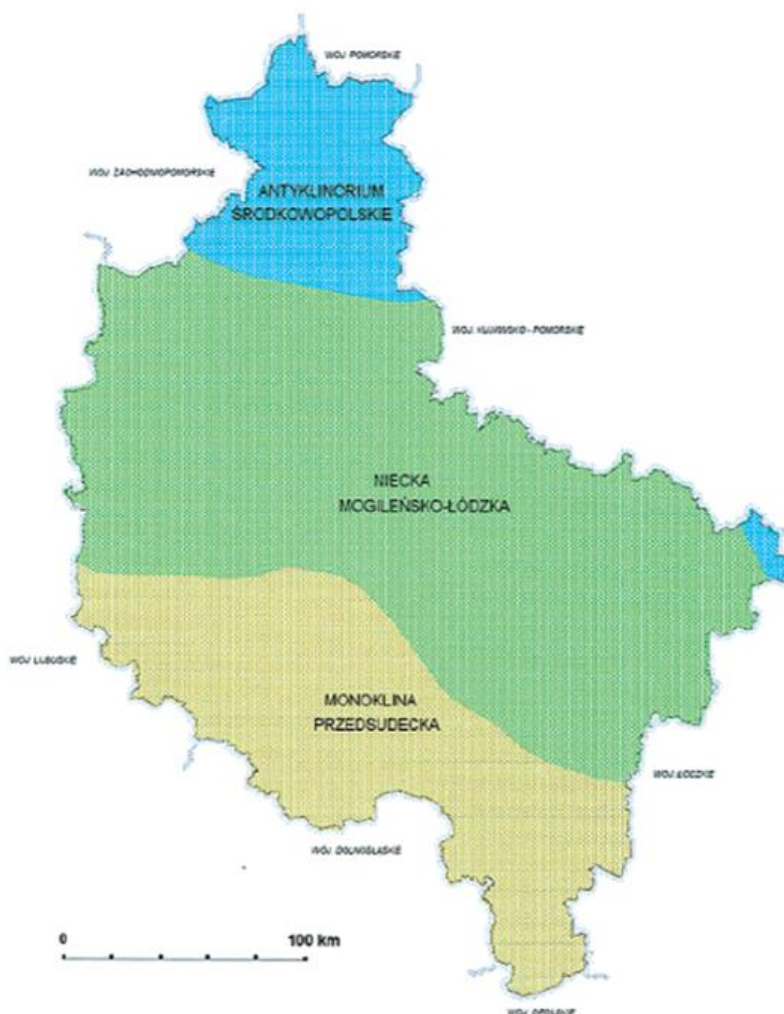 WOJ. POMORSKIE
WOJ. ZACHODNIOPOMORSKIE
ANTYKLINORIUM
ŚRODKOWOPOLSKIE
WOJ. KUJAWSKO - POMORSKIE
NIECKA
MOGILEŃSKO-ŁÓDZKA
WOJ. LUBUSKIE
MONOKLINA
PRZEDSUDECKA
WOJ. ŁÓDZKIE
WOJ. DOLNOŚLĄSKIE
0 100 km
WOJ. OPOLSKIE